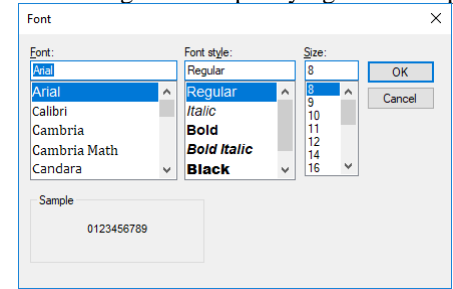 Font
Font:
Font style:
Size:
Arial
Regular
8
OK
Arial
Regular
8
Cancel
Calibri
Italic
9
Cambria
Bold
10
Cambria Math
Bold Italic
11
Candara
Black
12
14
16
Sample
0123456789